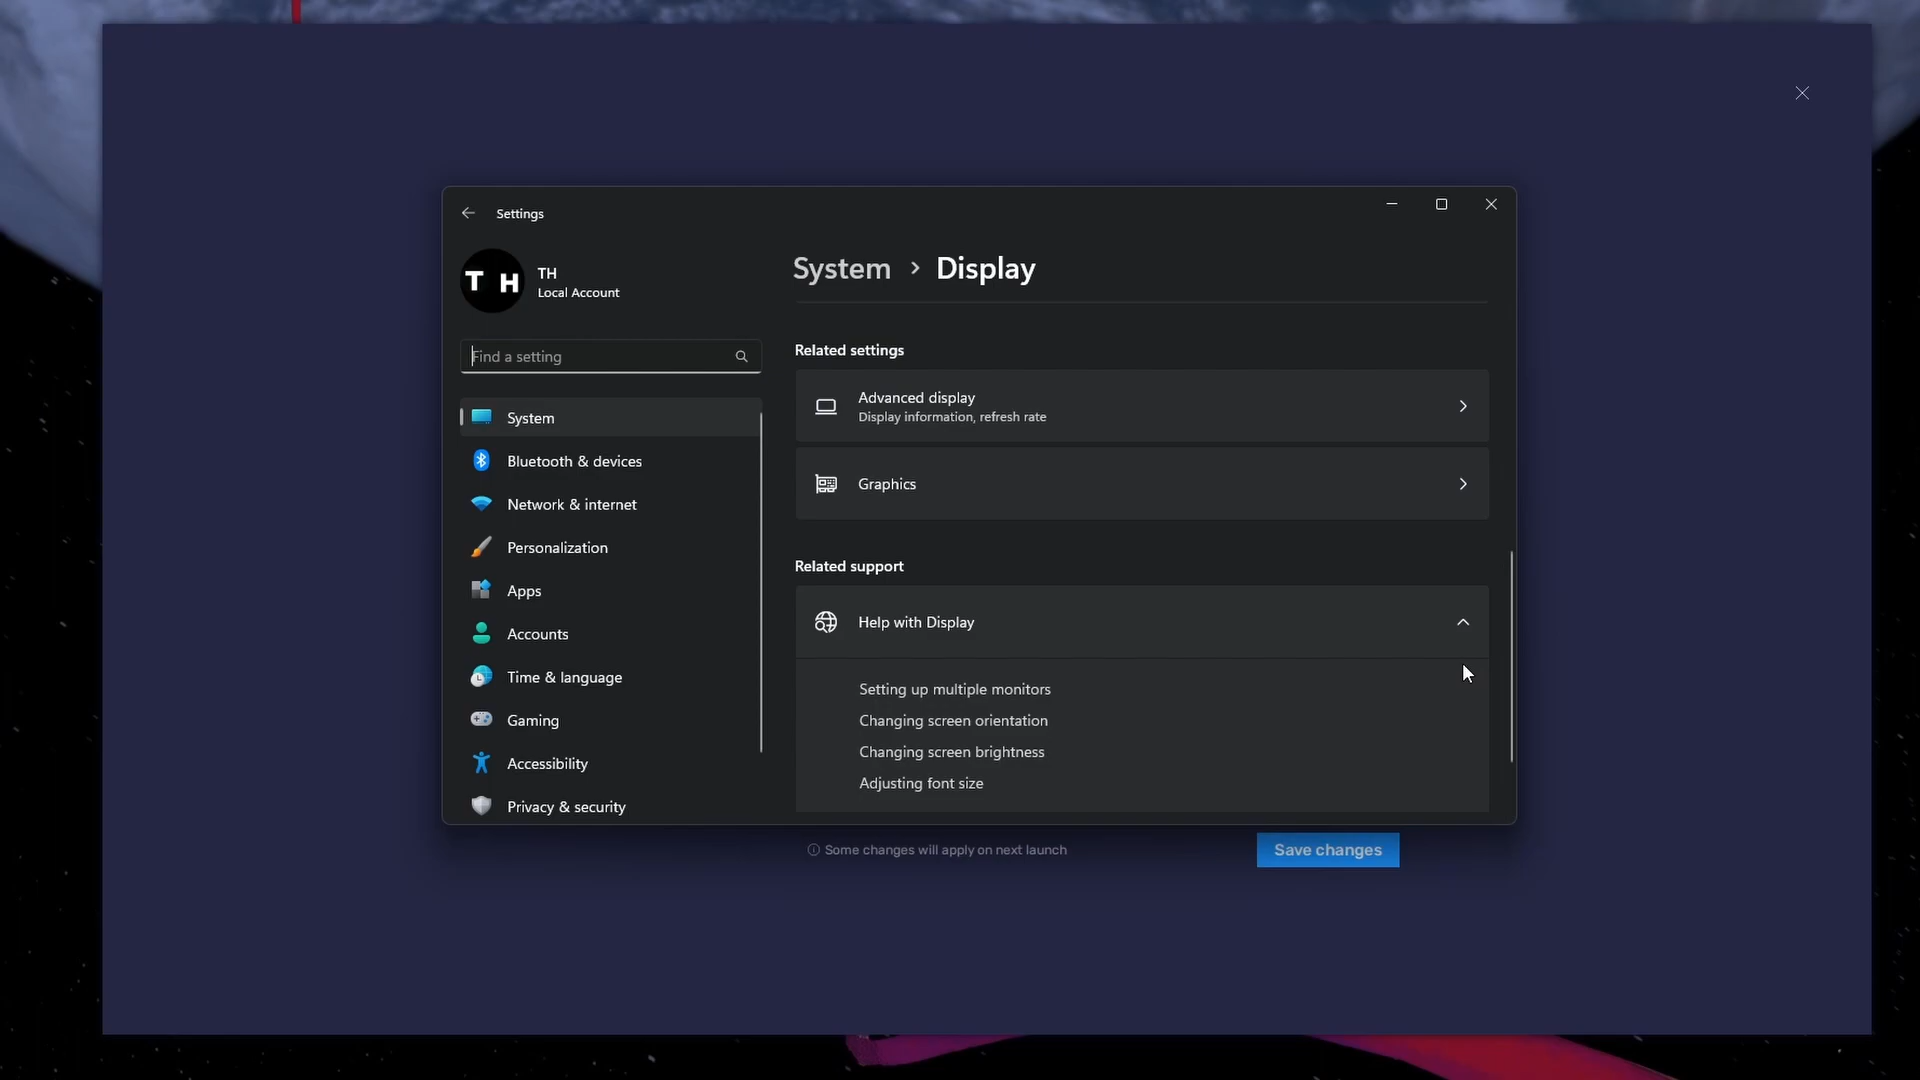 Settings
T H
TH
Local Account
Find a setting
System
Bluetooth & devices
Network & internet
Personalization
Apps
Accounts
Time & language
Gaming
Accessibility
Privacy & security
System > Display
Related settings
Advanced display
Display information, refresh rate
Graphics
Related support
Help with Display
Setting up multiple monitors
Changing screen orientation
Changing screen brightness
Adjusting font size
Some changes will apply on next launch
Save changes